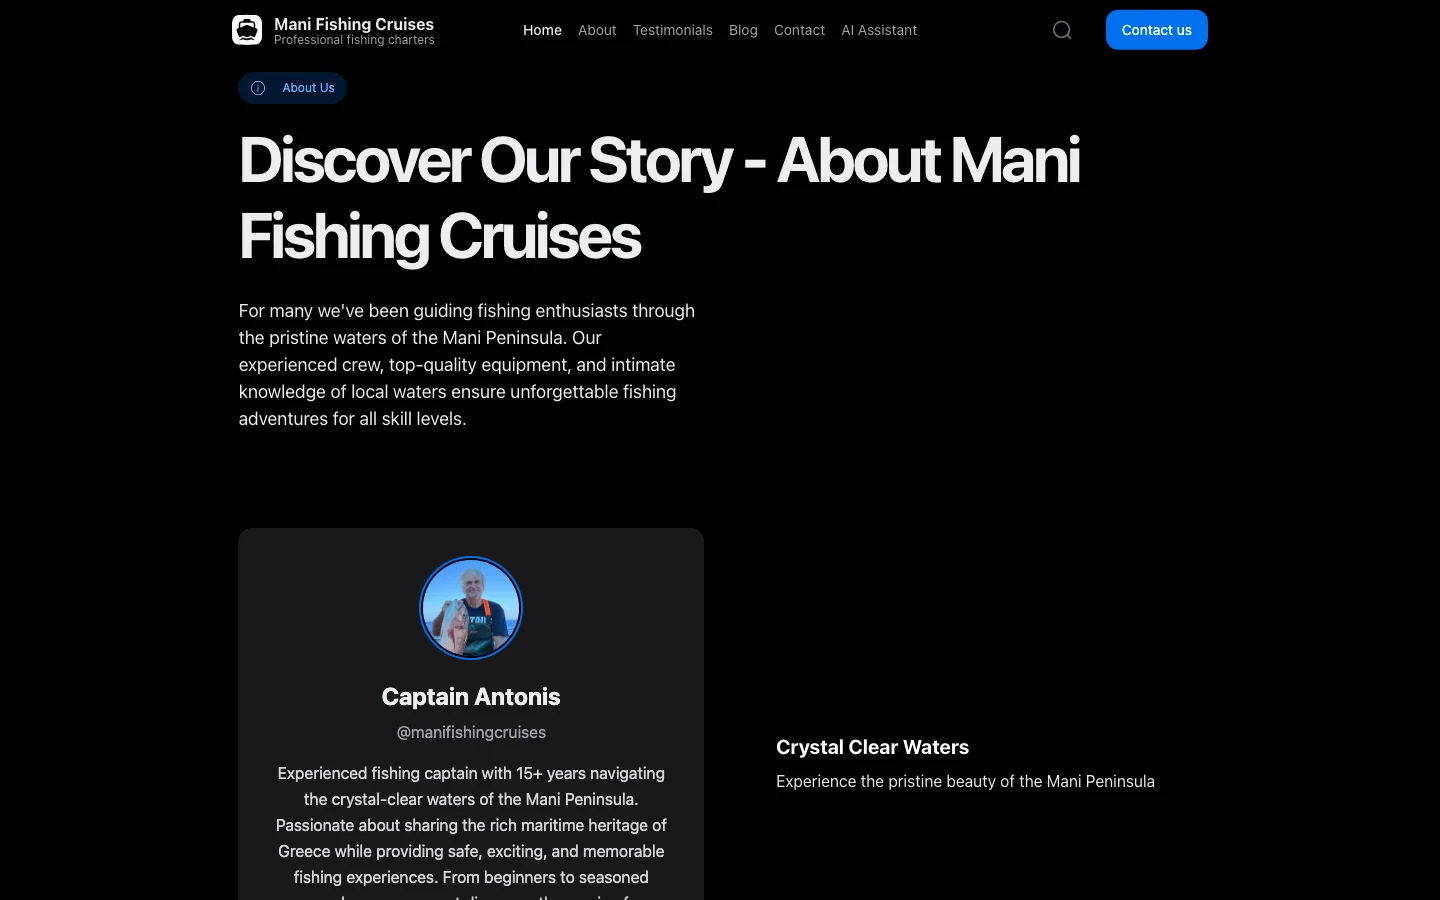 Mani Fishing Cruises
Professional fishing charters
Home
About
Testimonials
Blog
Contact
AI Assistant
Contact us
About Us
Discover Our Story - About Mani
Fishing Cruises
For many we've been guiding fishing enthusiasts through
the pristine waters of the Mani Peninsula. Our
experienced crew, top-quality equipment, and intimate
knowledge of local waters ensure unforgettable fishing
adventures for all skill levels.
Captain Antonis
@manifishingcruises
Experienced fishing captain with 15+ years navigating
the crystal-clear waters of the Mani Peninsula.
Passionate about sharing the rich maritime heritage of
Greece while providing safe, exciting, and memorable
fishing experiences. From beginners to seasoned
Crystal Clear Waters
Experience the pristine beauty of the Mani Peninsula